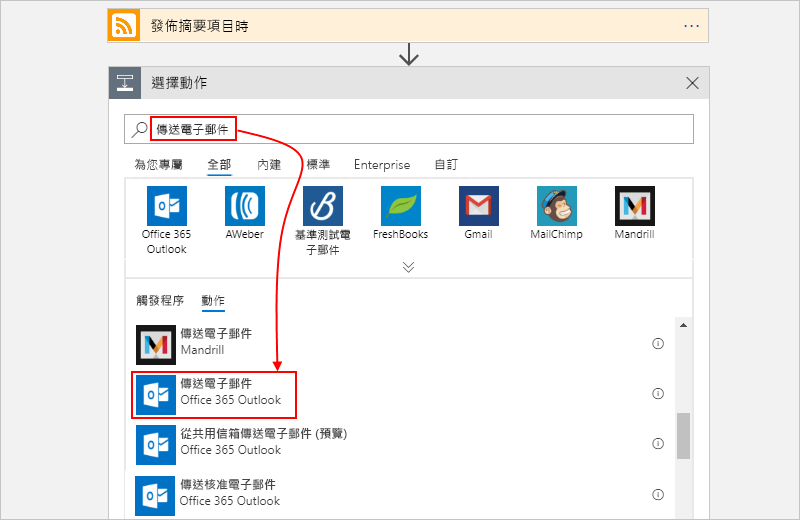 發佈摘要項目時
選擇動作
傳送電子郵件
為您專屬 全部 內建 標準 Enterprise 自訂
Office 365 Outlook
AWeber
基準測試電子郵件
FreshBooks
Gmail
MailChimp
Mandrill
觸發程序 動作
傳送電子郵件
Mandrill
傳送電子郵件
Office 365 Outlook
從共用信箱傳送電子郵件 (預覽)
Office 365 Outlook
傳送核准電子郵件
Office 365 Outlook